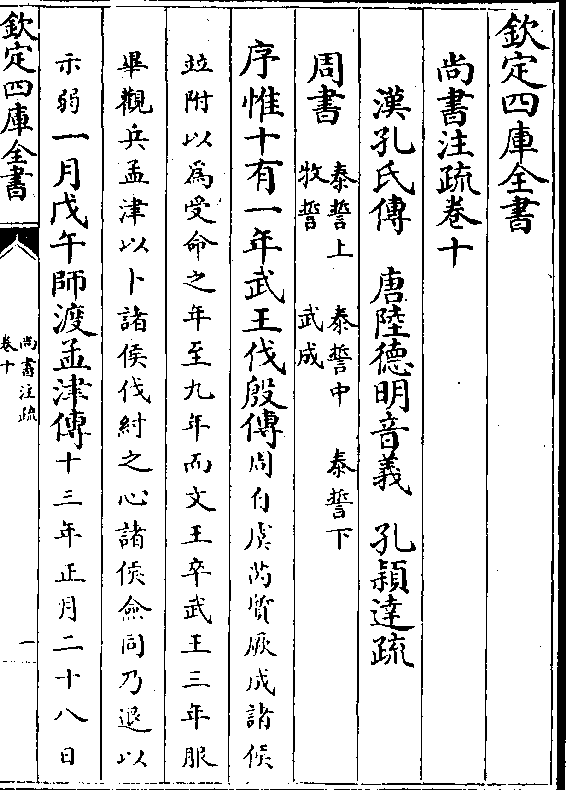 欽定四庫全書
尚書注疏卷十
漢孔氏傳　唐陸德明音義　孔穎達疏
周書　泰誓上　泰誓中　泰誓下
牧誓　武成
序惟十有一年武王伐殷傳周自虞芮質厥成諸侯
並附以為受命之年至九年而文王卒武王三年服
畢觀兵孟津以卜諸侯伐紂之心諸侯僉同乃退以
示弱一月戊午師渡孟津傳十三年正月二十八日
欽定四庫全書
尚書注疏
卷十
一